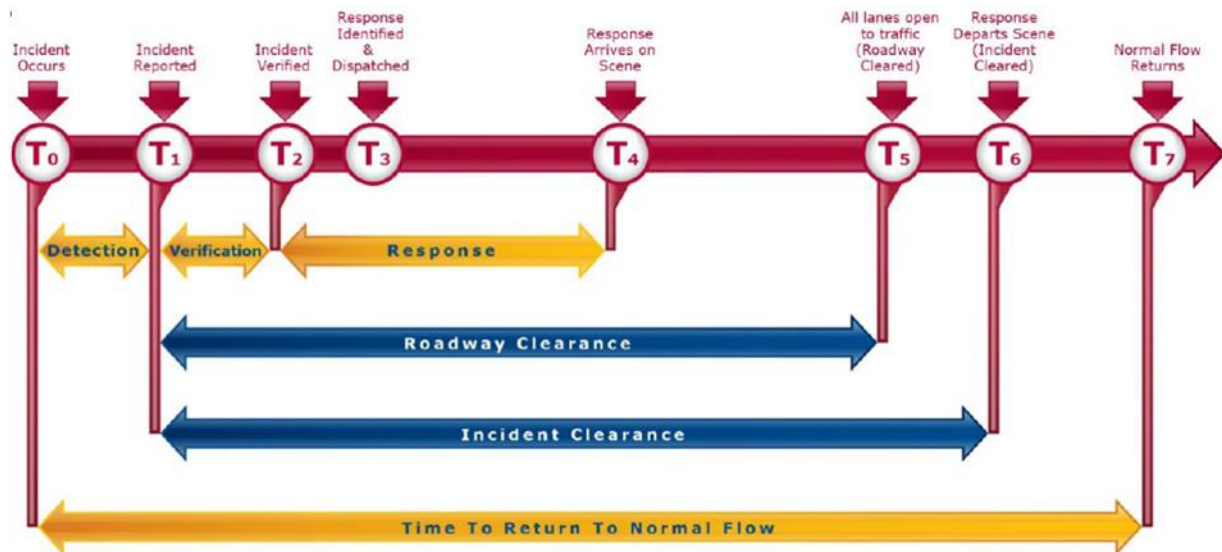 Incident
Occurs
Incident
Reported
Incident
Verified
Response
Identified
&
Dispatched
Response
Arrives on
Scene
All lanes open
to traffic
(Roadway
Cleared)
Response
Departs Scene
(Incident
Cleared)
Normal Flow
Returns
T₀
T₁
T₂
T₃
T₄
T₅
T₆
T₇
Detection
Verification
Response
Roadway Clearance
Incident Clearance
Time To Return To Normal Flow